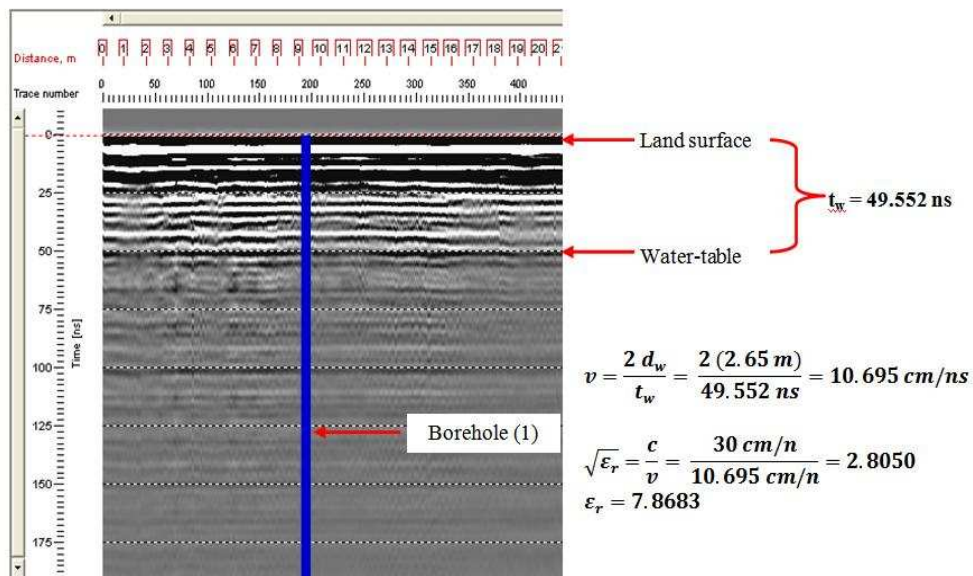 Distance, m
0 1 2 3 4 5 6 7 8 9 10 11 12 13 14 15 16 17 18 19 20 2
Trace number
0 50 100 150 200 250 300 350 400
0
25
50
75
100
125
150
175
Time [ns]
Land surface
Water-table
t_w = 49.552 ns
Borehole (1)
v = 2 d_w / t_w = 2 (2.65 m) / 49.552 ns = 10.695 cm/ns
√ε_r = c / v = 30 cm/n / 10.695 cm/n = 2.8050
ε_r = 7.8683